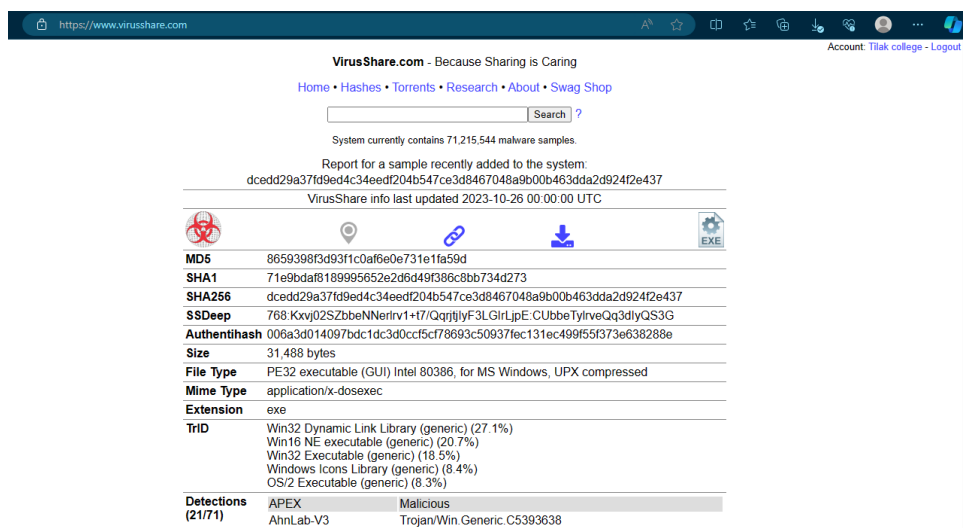 https://www.virusshare.com
Account: Tilak college - Logout
VirusShare.com - Because Sharing is Caring
Home • Hashes • Torrents • Research • About • Swag Shop
Search ?
System currently contains 71,215,544 malware samples.
Report for a sample recently added to the system:
dcedd29a37fd9ed4c34eedf204b547ce3d8467048a9b00b463dda2d924f2e437
VirusShare info last updated 2023-10-26 00:00:00 UTC
EXE
MD5 8659398f3d93f1c0af6e0e731e1fa59d
SHA1 71e9bdaf8189995652e2d6d49f386c8bb734d273
SHA256 dcedd29a37fd9ed4c34eedf204b547ce3d8467048a9b00b463dda2d924f2e437
SSDeep 768:Kxvj02SZbbeNNerlrv1+t7/QqrjtjlyF3LGlrLjpE:CUbbeTylrveQq3dlyQS3G
Authentihash 006a3d014097bdc1dc3d0ccf5cf78693c50937fec131ec499f55f373e638288e
Size 31,488 bytes
File Type PE32 executable (GUI) Intel 80386, for MS Windows, UPX compressed
Mime Type application/x-dosexec
Extension exe
TrID Win32 Dynamic Link Library (generic) (27.1%)
Win16 NE executable (generic) (20.7%)
Win32 Executable (generic) (18.5%)
Windows Icons Library (generic) (8.4%)
OS/2 Executable (generic) (8.3%)
Detections APEX Malicious
(21/71) AhnLab-V3 Trojan/Win.Generic.C5393638